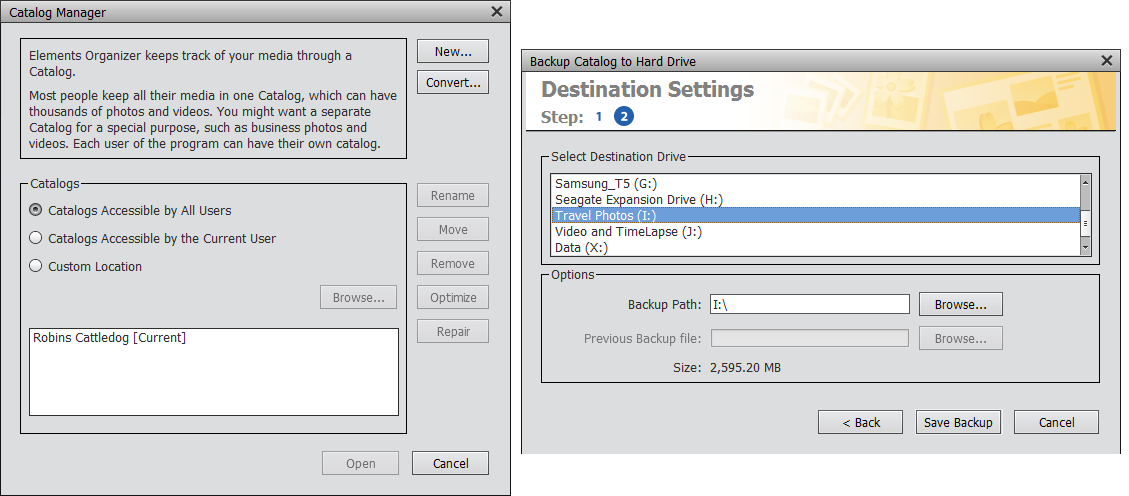 Catalog Manager
Elements Organizer keeps track of your media through a
Catalog.
Most people keep all their media in one Catalog, which can have
thousands of photos and videos. You might want a separate
Catalog for a special purpose, such as business photos and
videos. Each user of the program can have their own catalog.
New...
Convert...
Catalogs
Catalogs Accessible by All Users
Catalogs Accessible by the Current User
Custom Location
Browse...
Robins Cattledog [Current]
Rename
Move
Remove
Optimize
Repair
Open
Cancel
Backup Catalog to Hard Drive
Destination Settings
Step: 1 2
Select Destination Drive
Samsung_T5 (G:)
Seagate Expansion Drive (H:)
Travel Photos (I:)
Video and TimeLapse (J:)
Data (X:)
Options
Backup Path: I:\ Browse...
Previous Backup file: Browse...
Size: 2,595.20 MB
< Back Save Backup Cancel